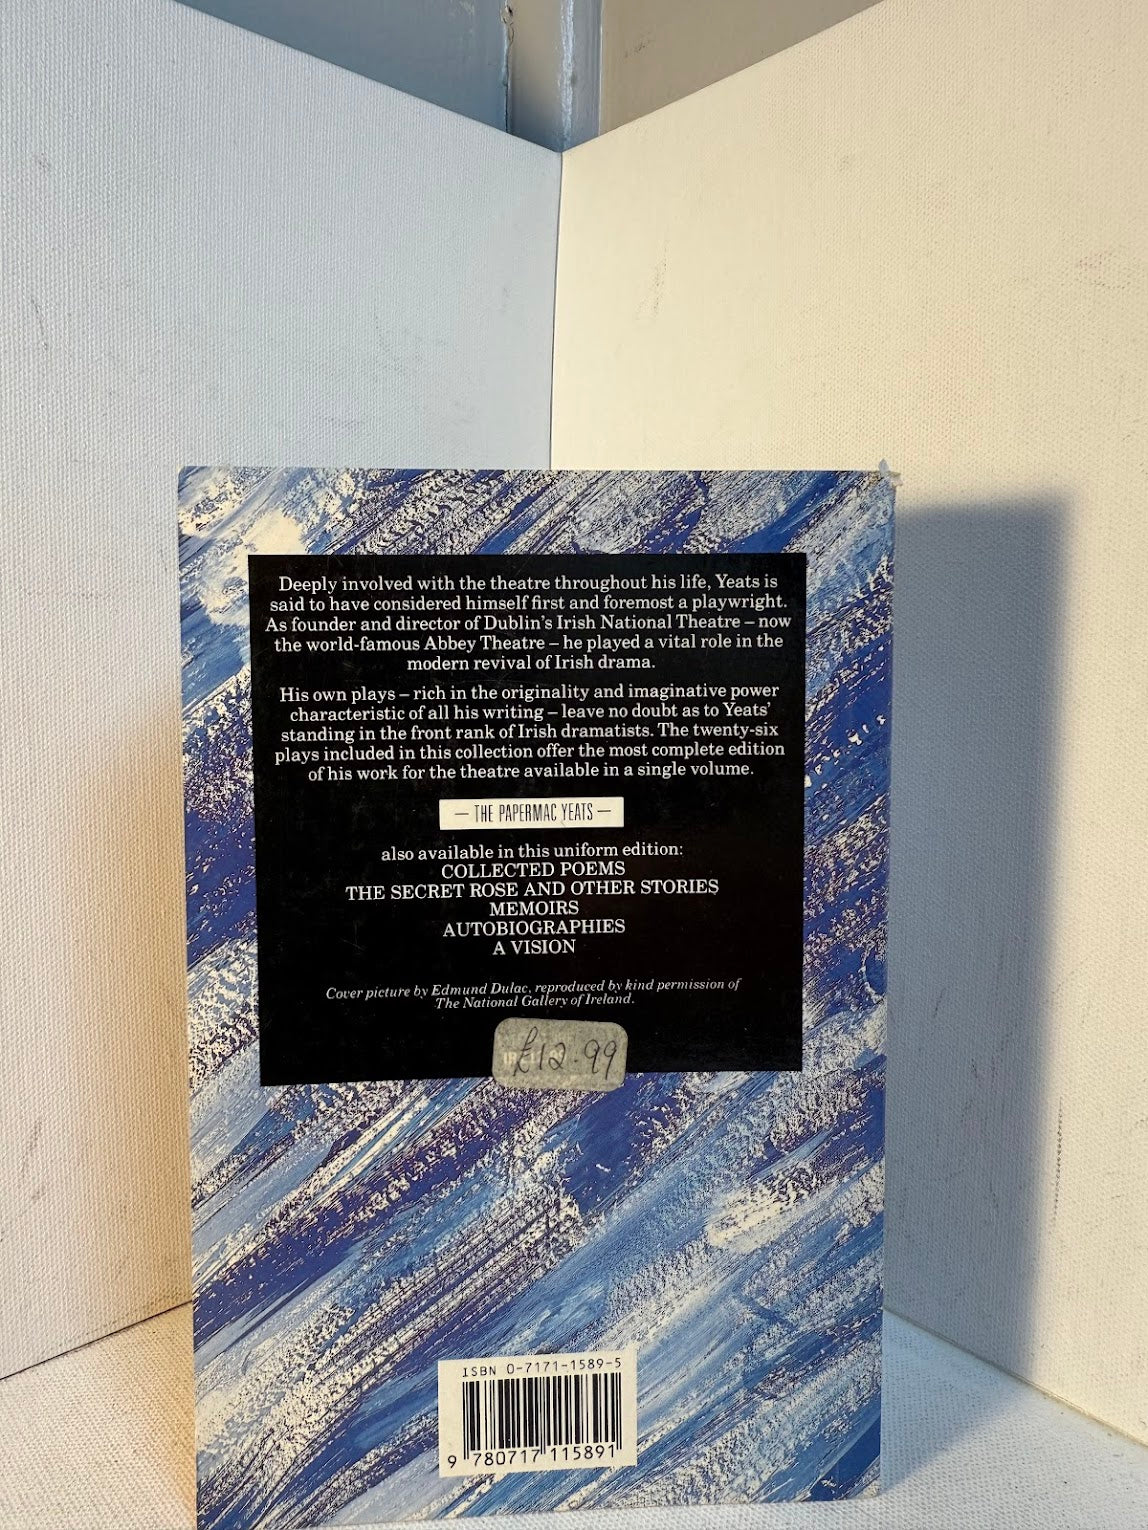 Deeply involved with the theatre throughout his life, Yeats is
said to have considered himself first and foremost a playwright.
As founder and director of Dublin's Irish National Theatre – now
the world-famous Abbey Theatre – he played a vital role in the
modern revival of Irish drama.
His own plays – rich in the originality and imaginative power
characteristic of all his writing – leave no doubt as to Yeats'
standing in the front rank of Irish dramatists. The twenty-six
plays included in this collection offer the most complete edition
of his work for the theatre available in a single volume.
— THE PAPERMAC YEATS —
also available in this uniform edition:
COLLECTED POEMS
THE SECRET ROSE AND OTHER STORIES
MEMOIRS
AUTOBIOGRAPHIES
A VISION
Cover picture by Edmund Dulac, reproduced by kind permission of
The National Gallery of Ireland.
£12.99
ISBN 0-7171-1589-5
9 780717 115891